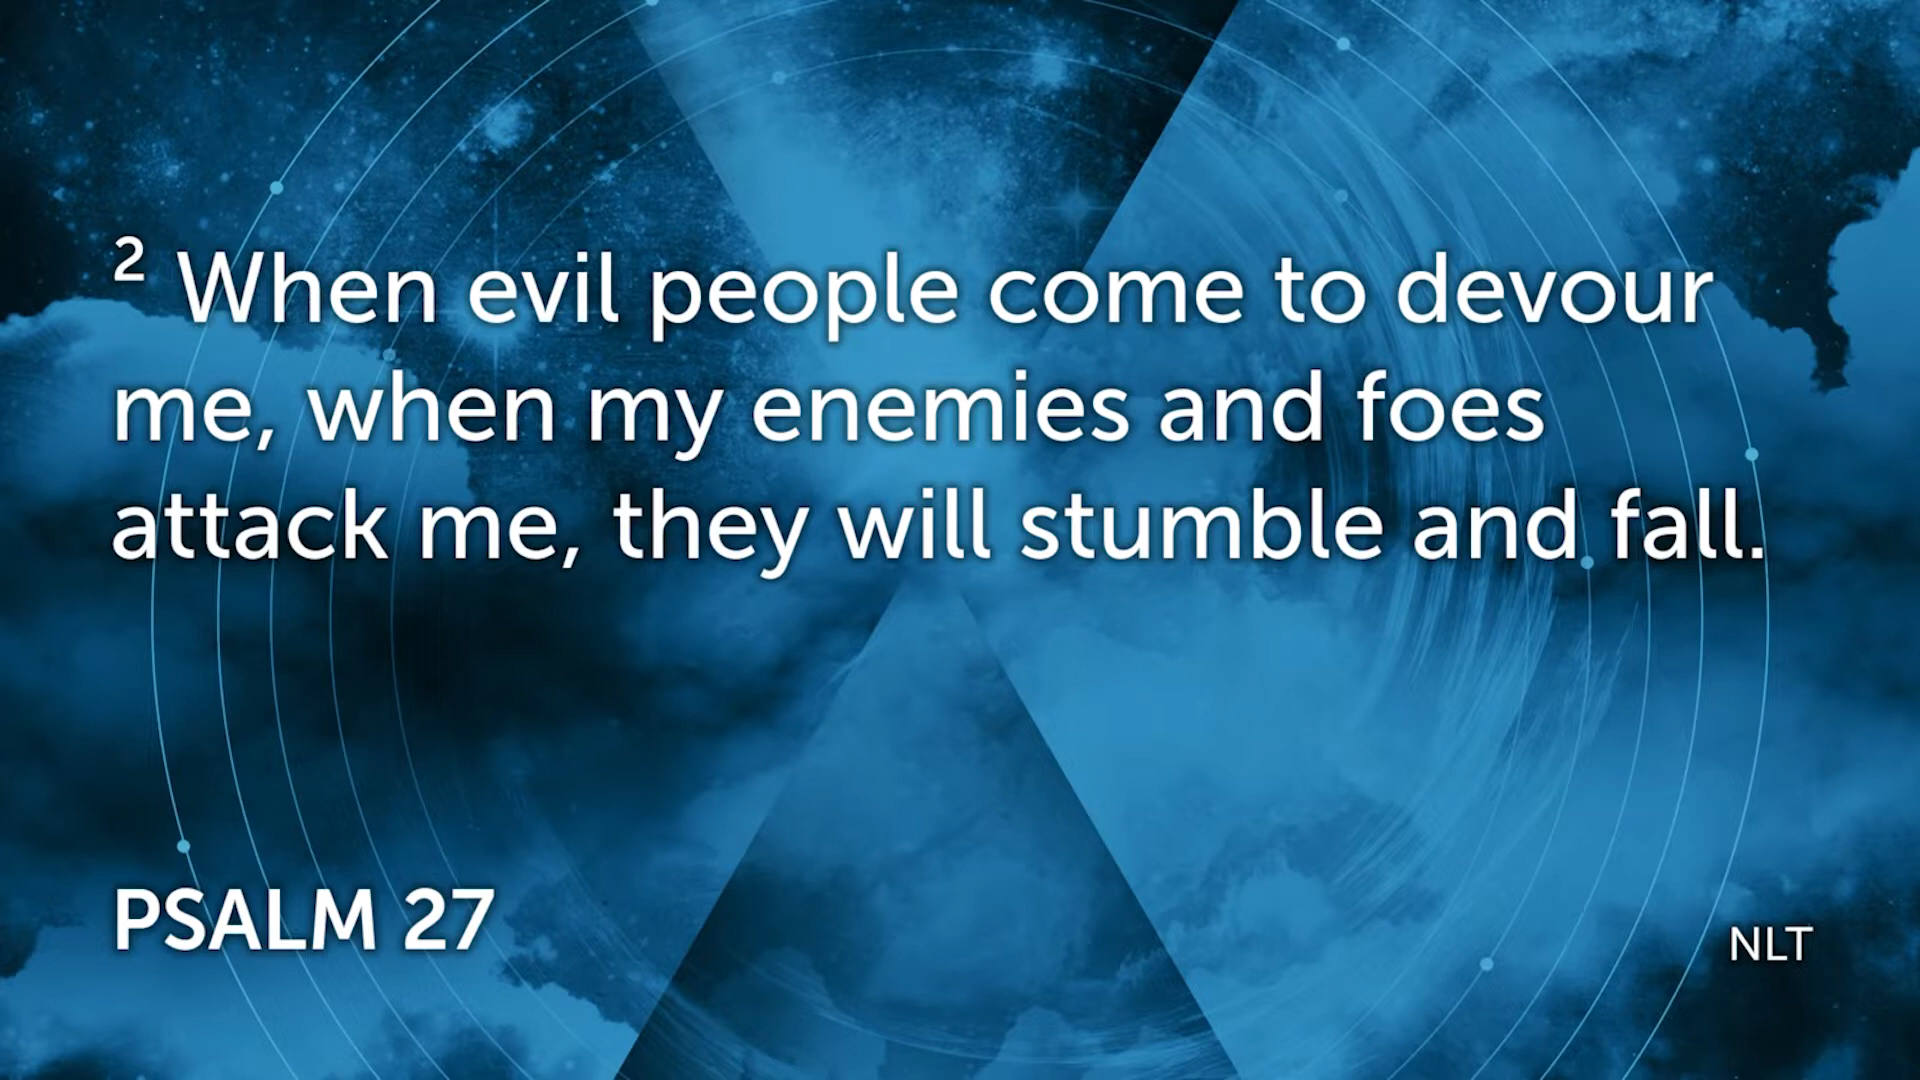 2 When evil people come to devour
me, when my enemies and foes
attack me, they will stumble and fall.
PSALM 27
NLT